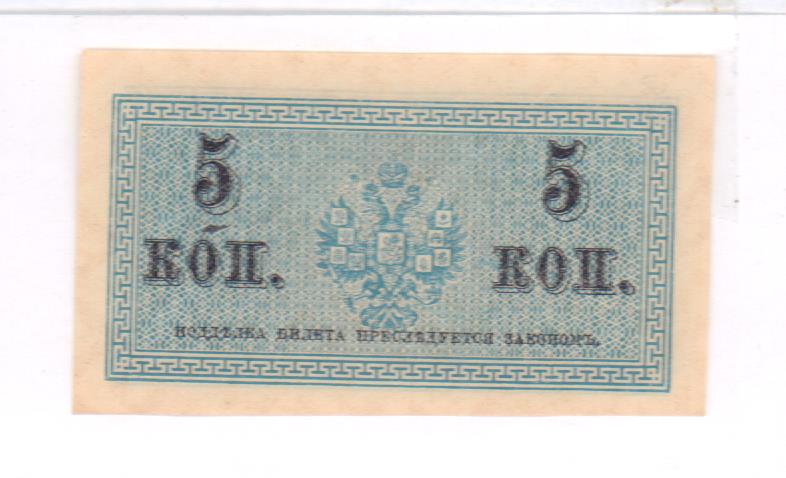 5 5
КОП. КОП.
ПОДДѢЛКА БИЛЕТА ПРЕСЛѢДУЕТСЯ ЗАКОНОМЪ.